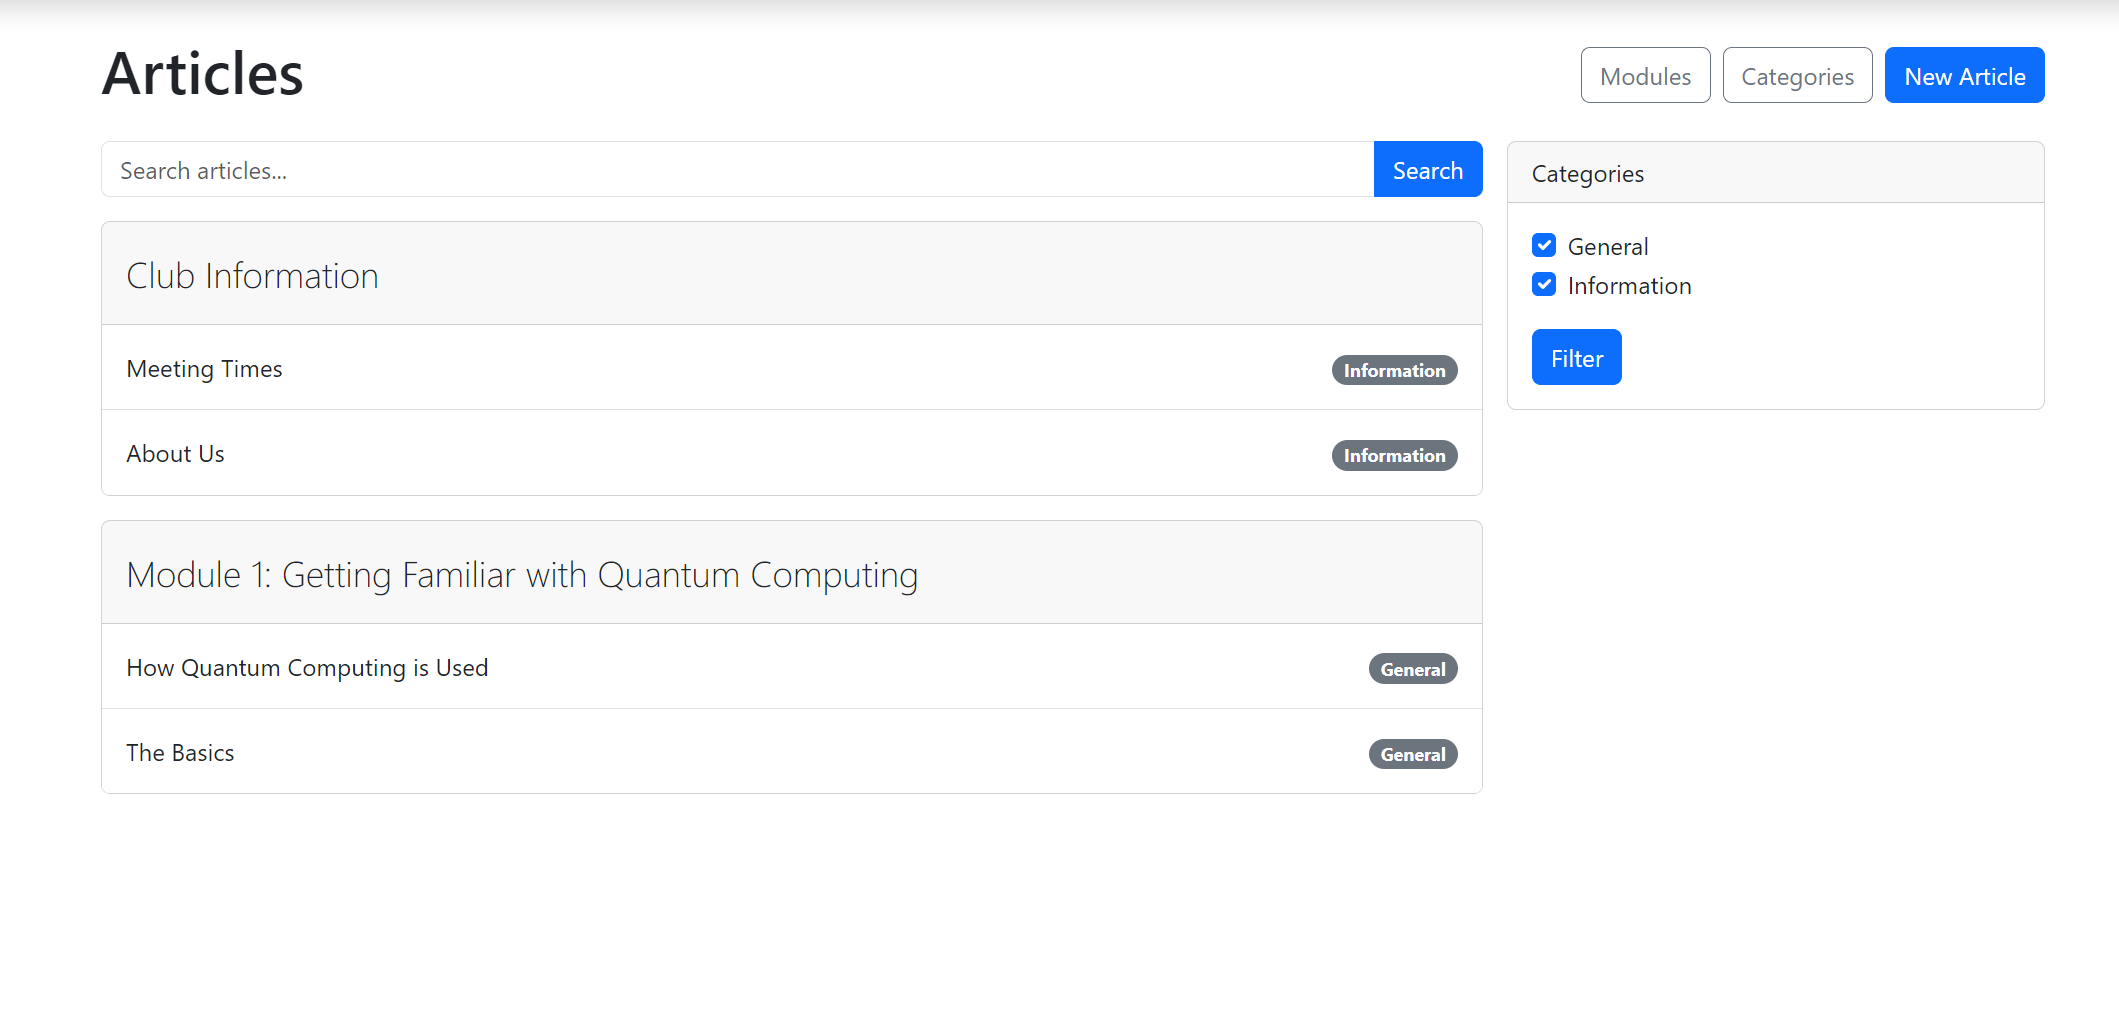 Articles
Modules
Categories
New Article
Search articles...
Search
Club Information
Meeting Times
Information
About Us
Information
Module 1: Getting Familiar with Quantum Computing
How Quantum Computing is Used
General
The Basics
General
Categories
General
Information
Filter